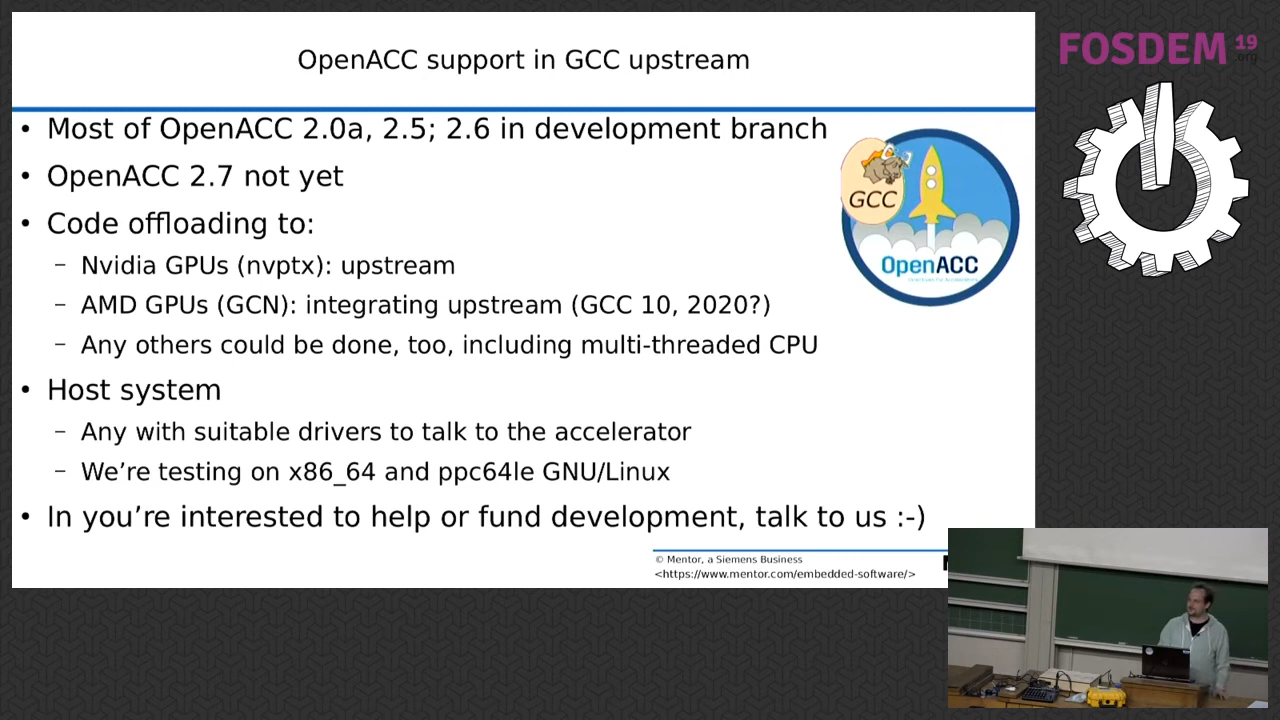 OpenACC support in GCC upstream
• Most of OpenACC 2.0a, 2.5; 2.6 in development branch
• OpenACC 2.7 not yet
• Code offloading to:
– Nvidia GPUs (nvptx): upstream
– AMD GPUs (GCN): integrating upstream (GCC 10, 2020?)
– Any others could be done, too, including multi-threaded CPU
• Host system
– Any with suitable drivers to talk to the accelerator
– We’re testing on x86_64 and ppc64le GNU/Linux
• In you’re interested to help or fund development, talk to us :-)
GCC
OpenACC
© Mentor, a Siemens Business
<https://www.mentor.com/embedded-software/>
FOSDEM 19
.org